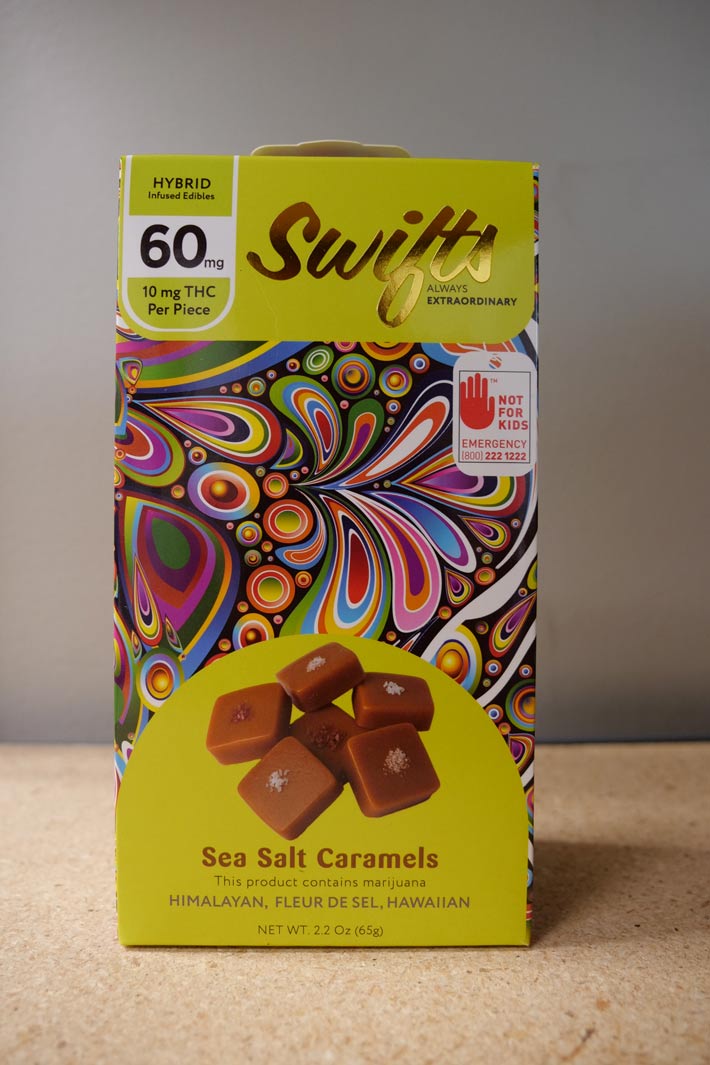 HYBRID
Infused Edibles
60mg
10 mg THC
Per Piece
Swifts
ALWAYS
EXTRAORDINARY
™
NOT
FOR
KIDS
EMERGENCY
(800) 222 1222
Sea Salt Caramels
This product contains marijuana
HIMALAYAN, FLEUR DE SEL, HAWAIIAN
NET WT. 2.2 Oz (65g)